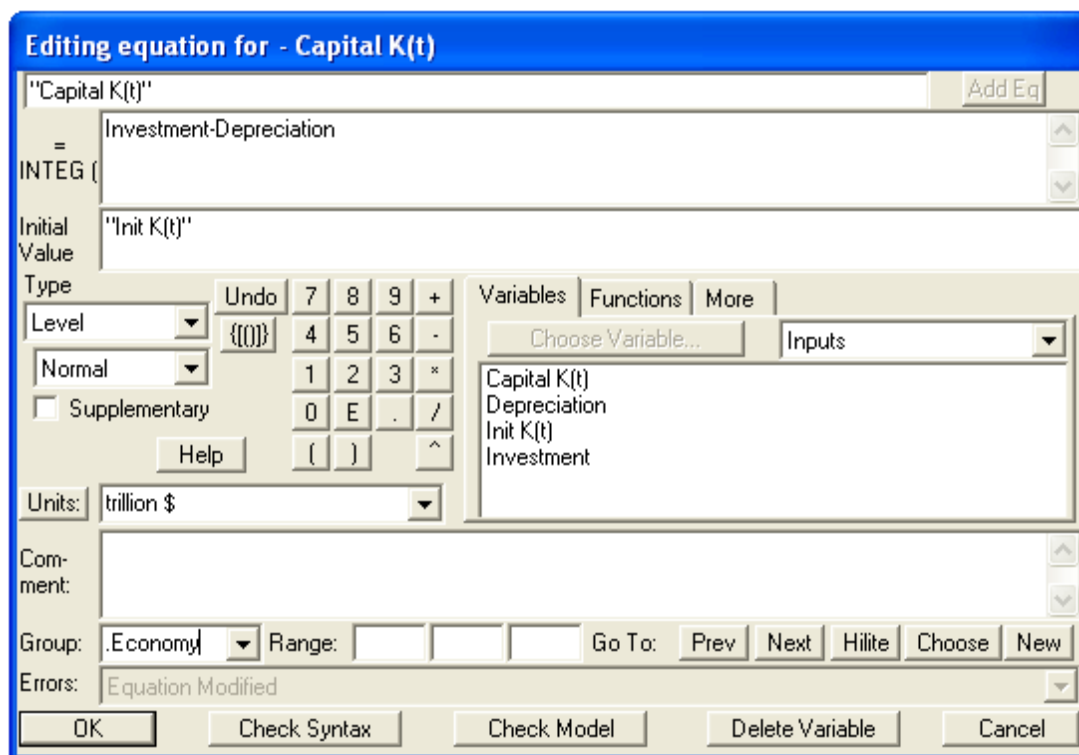 Editing equation for - Capital K(t)
"Capital K(t)"
Add Eq
=
INTEG (
Investment-Depreciation
Initial
Value
"Init K(t)"
Type
Level
Normal
Supplementary
Help
Undo 7 8 9 +
{[()]} 4 5 6 -
1 2 3 *
0 E . /
( ) ^
Variables Functions More
Choose Variable... Inputs
Capital K(t)
Depreciation
Init K(t)
Investment
Units: trillion $
Com-
ment:
Group: .Economy Range: Go To: Prev Next Hilite Choose New
Errors: Equation Modified
OK Check Syntax Check Model Delete Variable Cancel